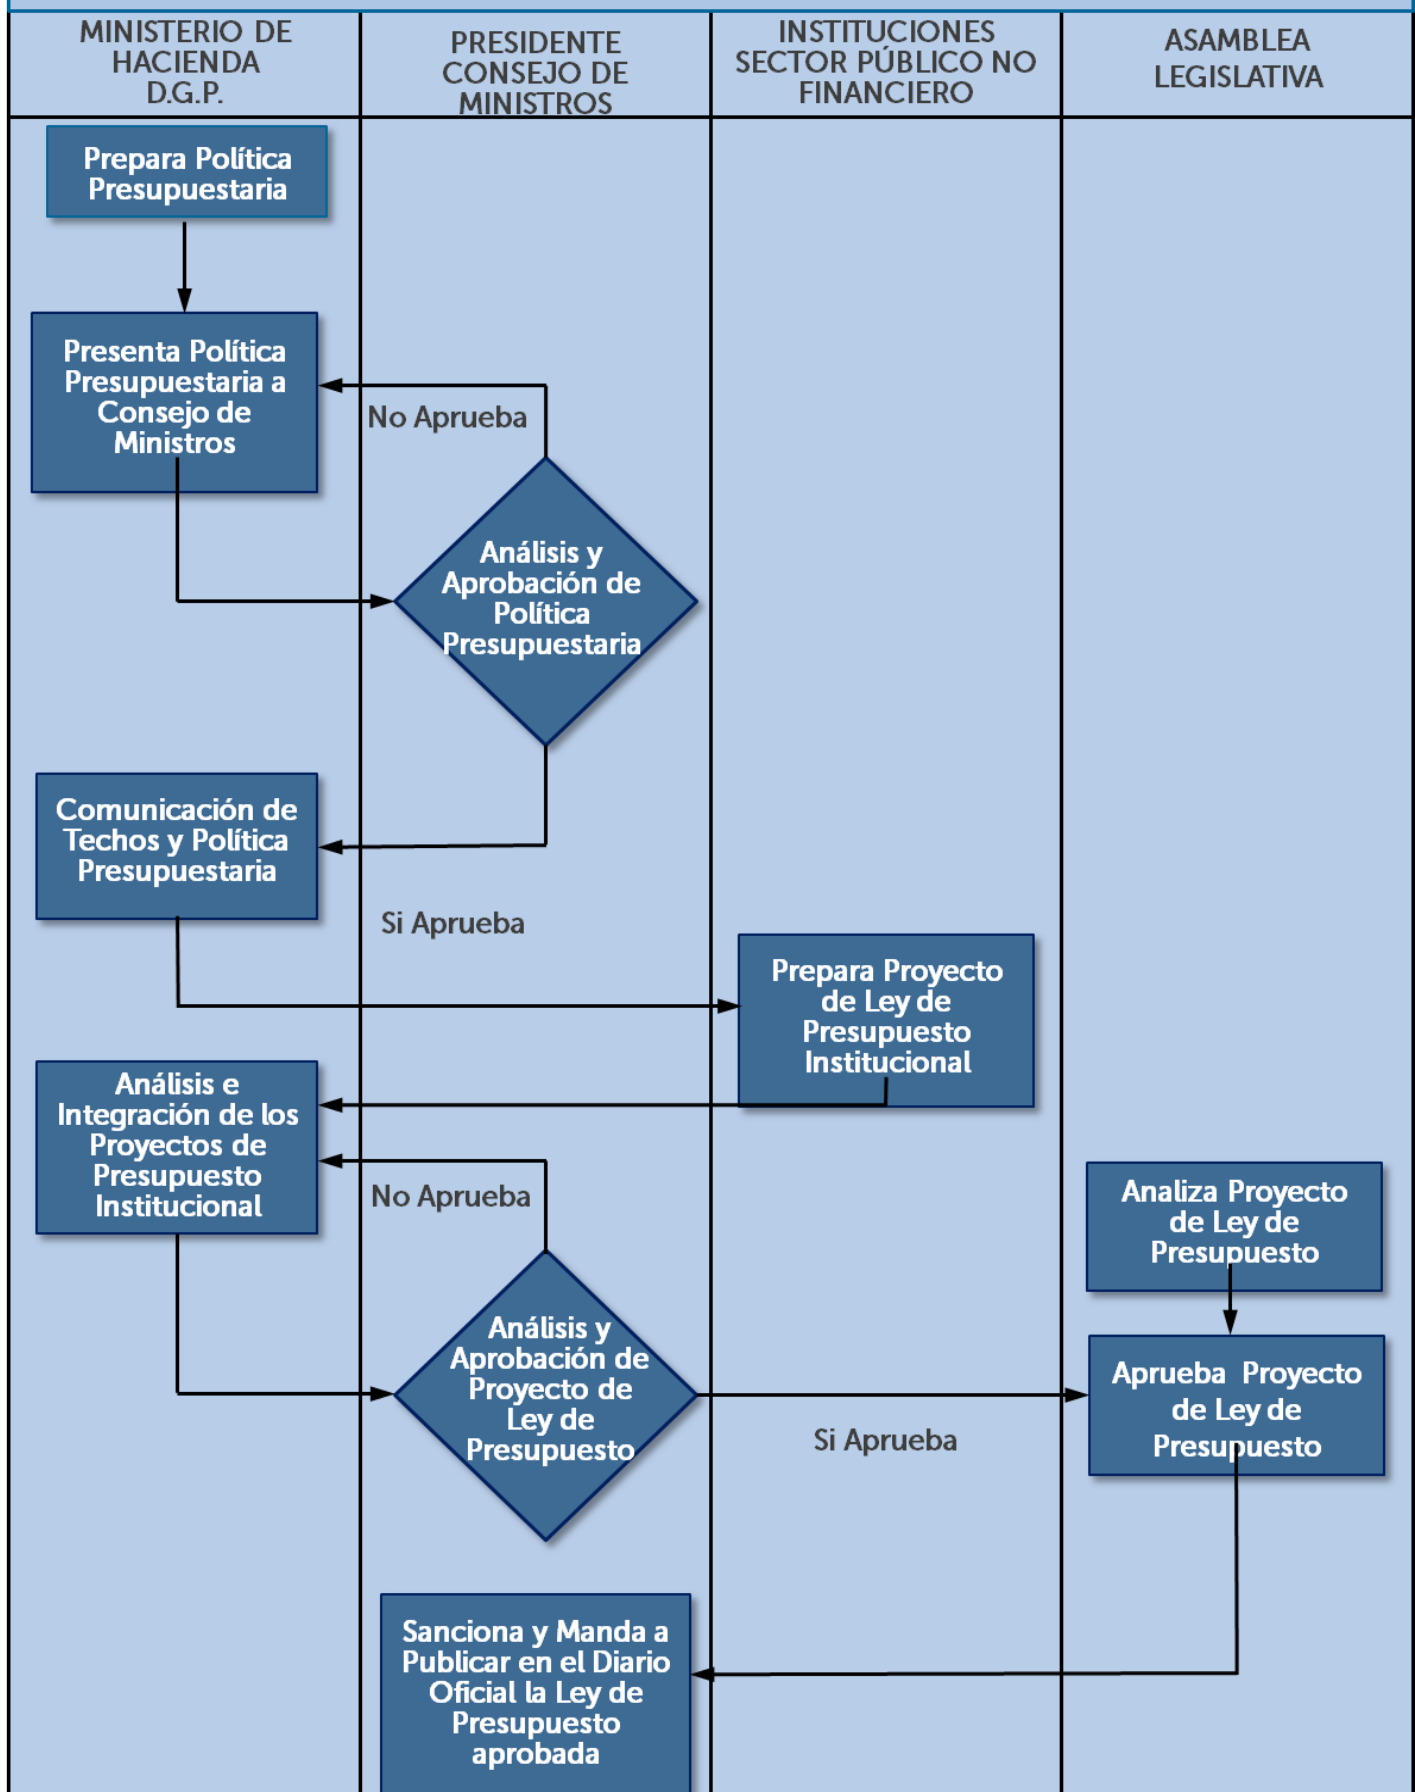 MINISTERIO DE
HACIENDA
D.G.P.
PRESIDENTE
CONSEJO DE
MINISTROS
INSTITUCIONES
SECTOR PÚBLICO NO
FINANCIERO
ASAMBLEA
LEGISLATIVA
Prepara Política
Presupuestaria
Presenta Política
Presupuestaria a
Consejo de
Ministros
No Aprueba
Análisis y
Aprobación de
Política
Presupuestaria
Comunicación de
Techos y Política
Presupuestaria
Si Aprueba
Prepara Proyecto
de Ley de
Presupuesto
Institucional
Análisis e
Integración de los
Proyectos de
Presupuesto
Institucional
No Aprueba
Analiza Proyecto
de Ley de
Presupuesto
Análisis y
Aprobación de
Proyecto de
Ley de
Presupuesto
Si Aprueba
Aprueba Proyecto
de Ley de
Presupuesto
Sanciona y Manda a
Publicar en el Diario
Oficial la Ley de
Presupuesto
aprobada